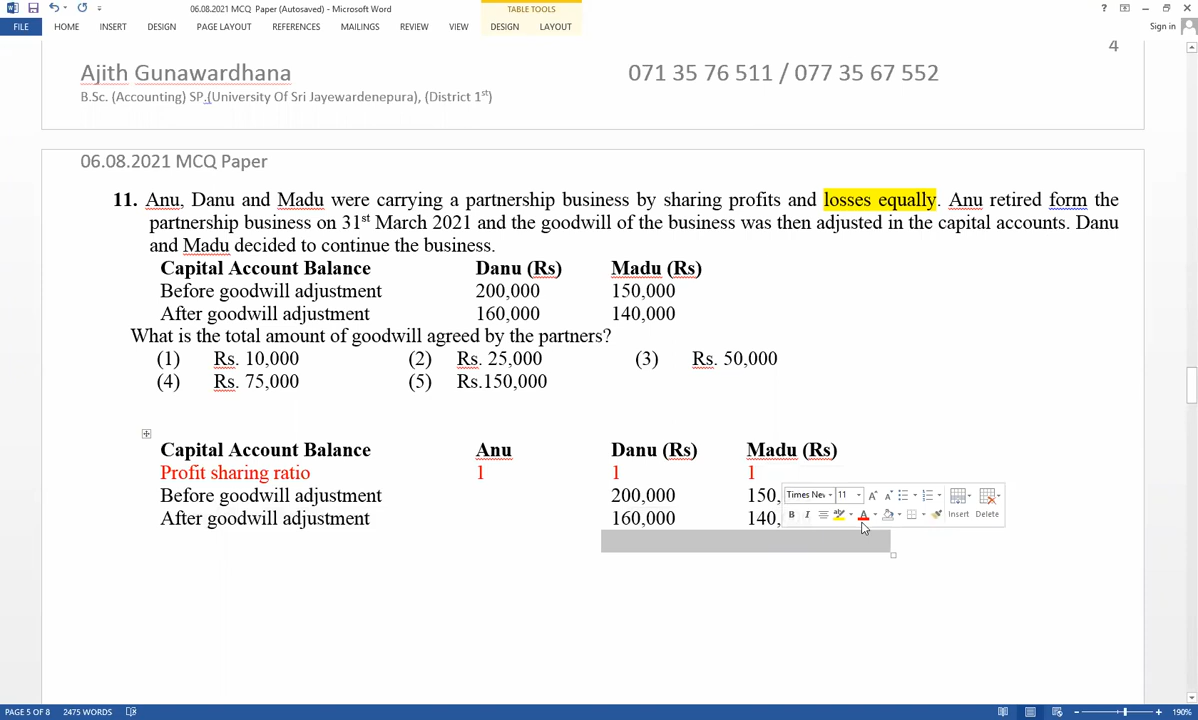 06.08.2021 MCQ Paper (Autosaved) - Microsoft Word
TABLE TOOLS
Sign in
FILE HOME INSERT DESIGN PAGE LAYOUT REFERENCES MAILINGS REVIEW VIEW DESIGN LAYOUT
4
Ajith Gunawardhana 071 35 76 511 / 077 35 67 552
B.Sc. (Accounting) SP.(University Of Sri Jayewardenepura), (District 1st)
06.08.2021 MCQ Paper
11. Anu, Danu and Madu were carrying a partnership business by sharing profits and losses equally. Anu retired form the
partnership business on 31st March 2021 and the goodwill of the business was then adjusted in the capital accounts. Danu
and Madu decided to continue the business.
Capital Account Balance Danu (Rs) Madu (Rs)
Before goodwill adjustment 200,000 150,000
After goodwill adjustment 160,000 140,000
What is the total amount of goodwill agreed by the partners?
(1) Rs. 10,000 (2) Rs. 25,000 (3) Rs. 50,000
(4) Rs. 75,000 (5) Rs.150,000
Capital Account Balance Anu Danu (Rs) Madu (Rs)
Profit sharing ratio 1 1 1
Before goodwill adjustment 200,000 150,
After goodwill adjustment 160,000 140,
Times Nev 11
Insert Delete
PAGE 5 OF 8 2475 WORDS 190%